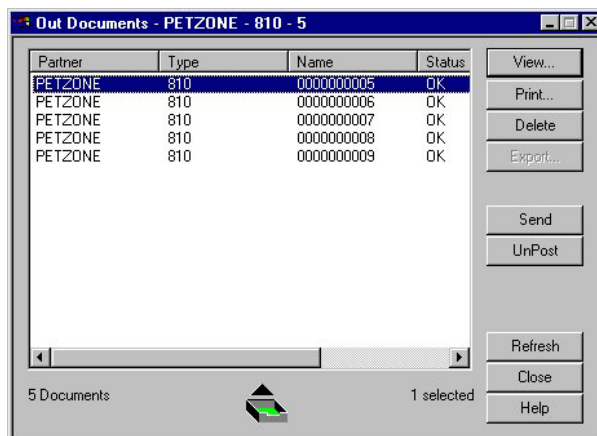 Out Documents - PETZONE - 810 - 5
Partner Type Name Status
PETZONE 810 0000000005 OK
PETZONE 810 0000000006 OK
PETZONE 810 0000000007 OK
PETZONE 810 0000000008 OK
PETZONE 810 0000000009 OK
View...
Print...
Delete
Export...
Send
UnPost
Refresh
Close
Help
5 Documents
1 selected